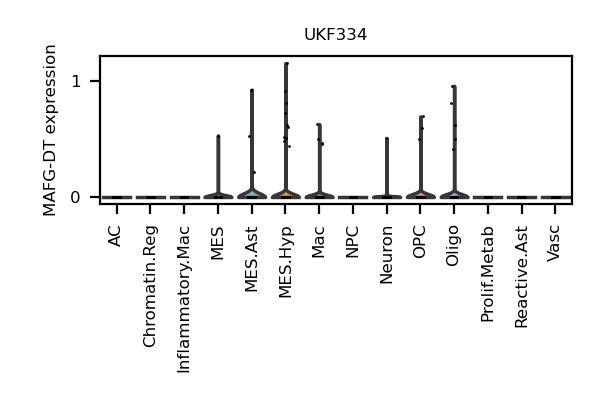 UKF334
MAFG-DT expression
1
0
AC
Chromatin.Reg
Inflammatory.Mac
MES
MES.Ast
MES.Hyp
Mac
NPC
Neuron
OPC
Oligo
Prolif.Metab
Reactive.Ast
Vasc